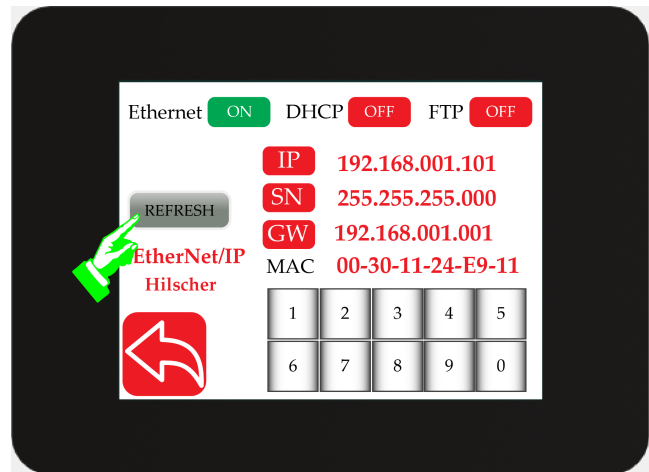 Ethernet ON DHCP OFF FTP OFF
IP 192.168.001.101
SN 255.255.255.000
REFRESH
GW 192.168.001.001
EtherNet/IP
MAC 00-30-11-24-E9-11
Hilscher
1 2 3 4 5
6 7 8 9 0